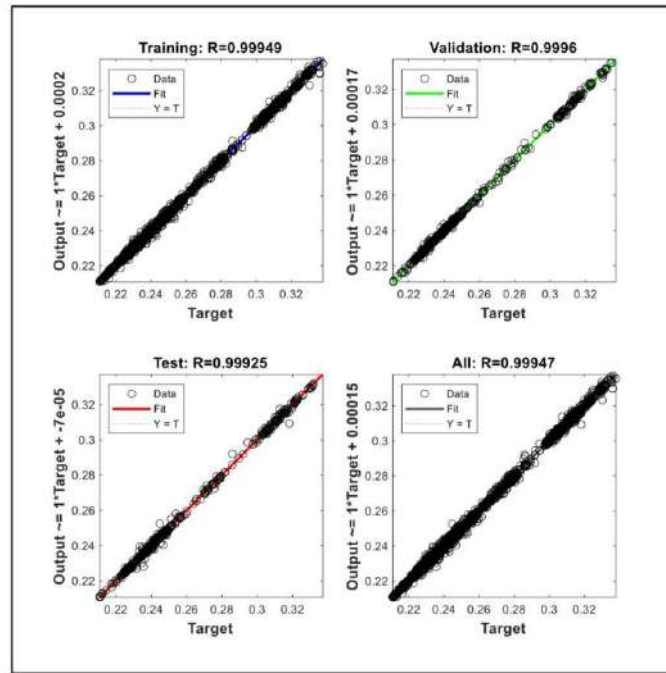 Training: R=0.99949
Output ~= 1*Target + 0.0002
Data
Fit
Y = T
0.32
0.3
0.28
0.26
0.24
0.22
0.22 0.24 0.26 0.28 0.3 0.32
Target
Validation: R=0.9996
Output ~= 1*Target + 0.00017
Data
Fit
Y = T
0.32
0.3
0.28
0.26
0.24
0.22
0.22 0.24 0.26 0.28 0.3 0.32
Target
Test: R=0.99925
Output ~= 1*Target + -7e-05
Data
Fit
Y = T
0.32
0.3
0.28
0.26
0.24
0.22
0.22 0.24 0.26 0.28 0.3 0.32
Target
All: R=0.99947
Output ~= 1*Target + 0.00015
Data
Fit
Y = T
0.32
0.3
0.28
0.26
0.24
0.22
0.22 0.24 0.26 0.28 0.3 0.32
Target